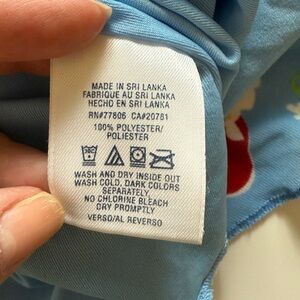 MADE IN SRI LANKA
FABRIQUE AU SRI LANKA
HECHO EN SRI LANKA
RN#77806 CA#20781
100% POLYESTER/
POLIESTER
WASH AND DRY INSIDE OUT
WASH COLD, DARK COLORS
SEPARATELY,
NO CHLORINE BLEACH
DRY PROMPTLY
VERSO/AL REVERSO